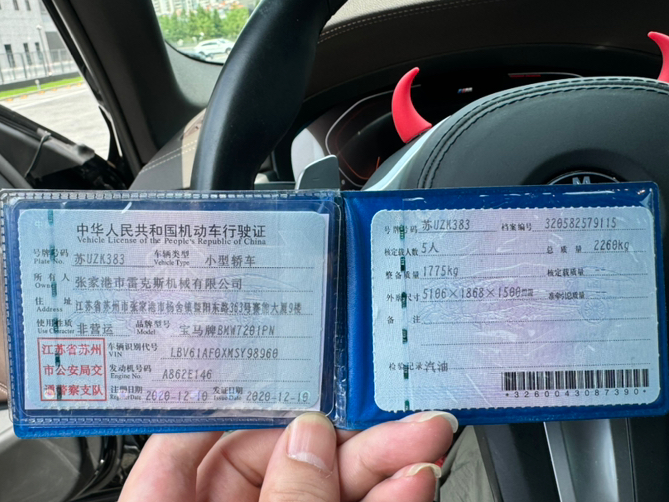 中华人民共和国机动车行驶证
Vehicle License of the People's Republic of China
号牌号码 苏UZK383 车辆类型 小型轿车
Plate No. Vehicle Type
所有人 张家港市雷克斯机械有限公司
Owner
住址 江苏省苏州市张家港市杨舍镇暨阳东路363号赛伽大厦9楼
Address
使用性质 非营运 品牌型号 宝马牌BMW7201PN
Use Character Model
江苏省苏州
市公安局交
通警察支队
车辆识别代号 LBV61AF0XMSY98960
VIN
发动机号码 A862E146
Engine No.
注册日期 2020-12-10 发证日期 2020-12-10
Register Date Issue Date
号牌号码 苏UZK383 档案编号 320582579115
核定载人数 5人 总质量 2260kg
整备质量 1775kg 核定载质量 --
外廓尺寸 5106×1868×1500mm 准牵引总质量 --
备注
检验记录 汽油
*3260043087390*
M